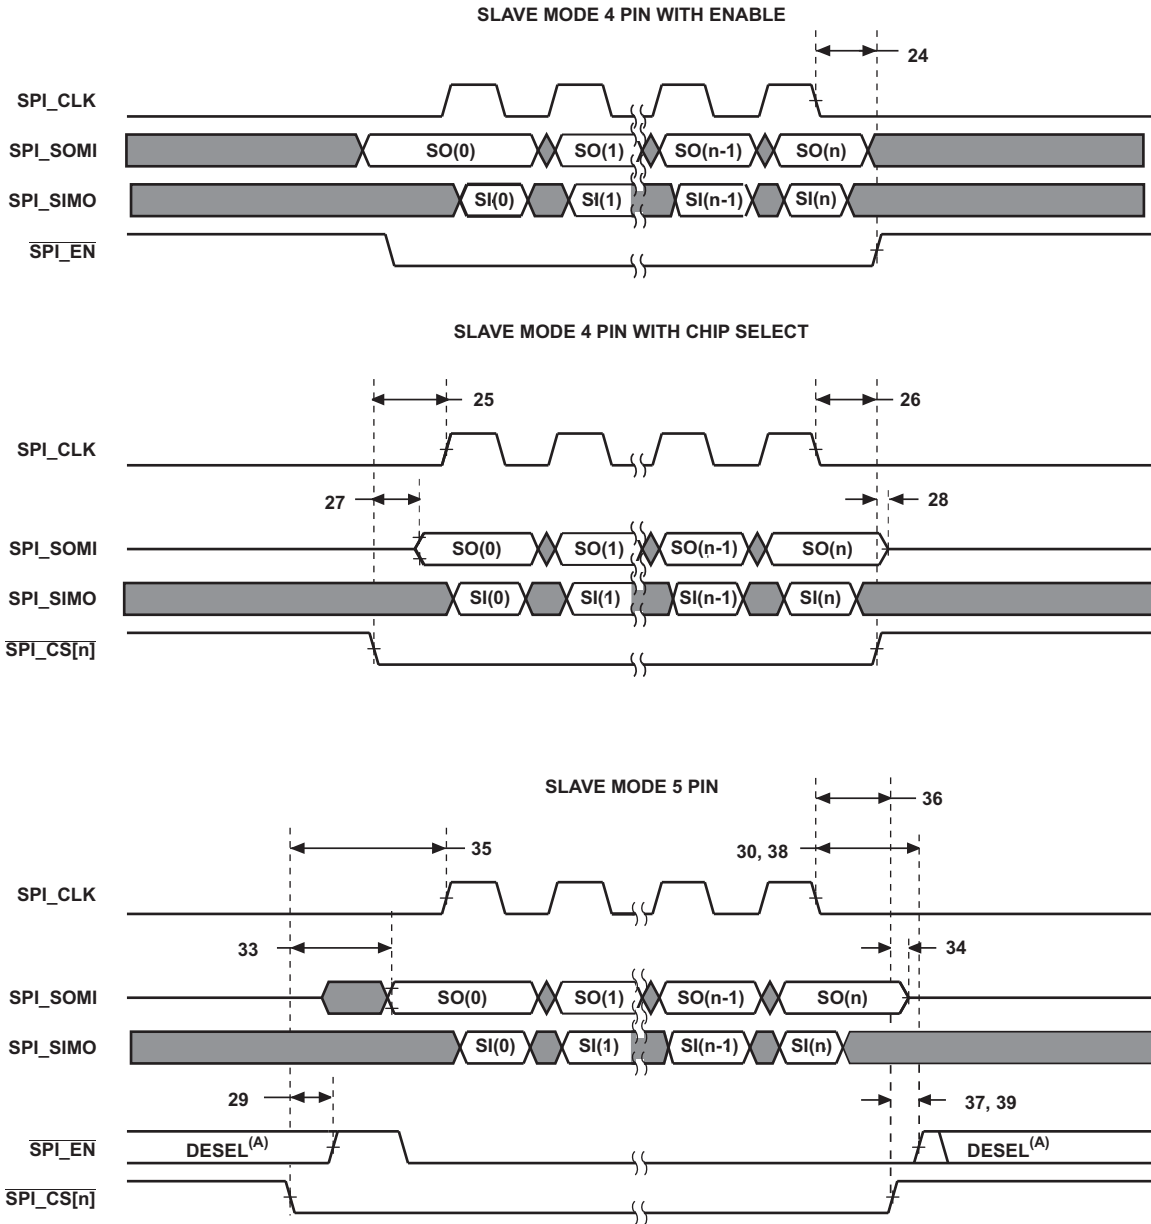 SLAVE MODE 4 PIN WITH ENABLE
24
SPI_CLK
SPI_SOMI SO(0) SO(1) SO(n-1) SO(n)
SPI_SIMO SI(0) SI(1) SI(n-1) SI(n)
SPI_EN
SLAVE MODE 4 PIN WITH CHIP SELECT
25 26
SPI_CLK
27 28
SPI_SOMI SO(0) SO(1) SO(n-1) SO(n)
SPI_SIMO SI(0) SI(1) SI(n-1) SI(n)
SPI_CS[n]
SLAVE MODE 5 PIN
36
35 30, 38
SPI_CLK
33 34
SPI_SOMI SO(0) SO(1) SO(n-1) SO(n)
SPI_SIMO SI(0) SI(1) SI(n-1) SI(n)
29 37, 39
SPI_EN DESEL(A) DESEL(A)
SPI_CS[n]